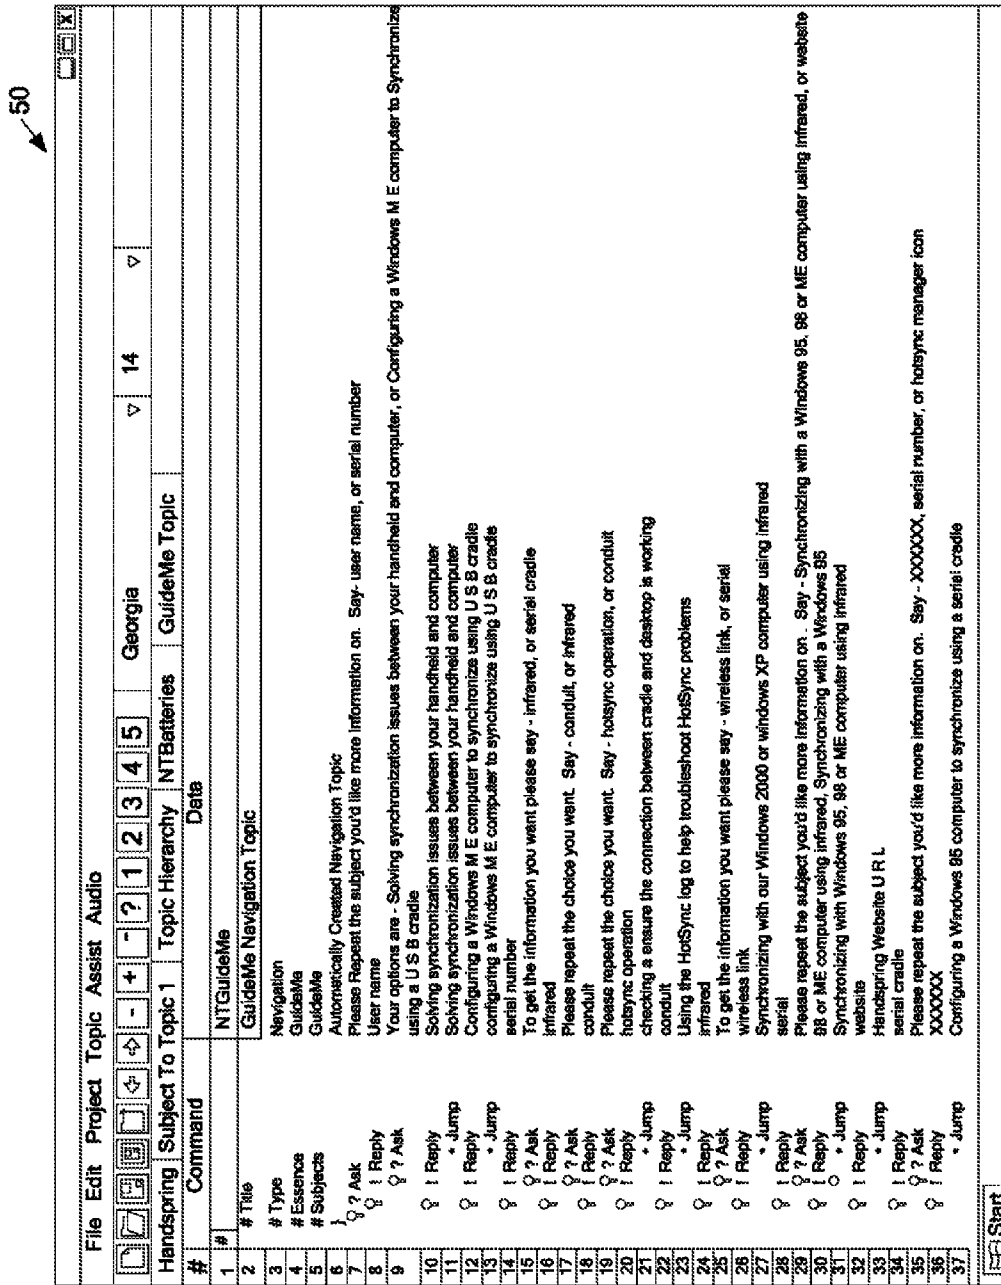 50
File Edit Project Topic Assist Audio
- + - ? 1 2 3 4 5 Georgia 14
Handspring Subject To Topic 1 Topic Hierarchy NTBatteries GuideMe Topic
# Command Data
1 # NTGuideMe
2 # Title GuideMe Navigation Topic
3 # Type Navigation
4 # Essence GuideMe
5 # Subjects GuideMe
6 } Automatically Created Navigation Topic
7 ? Ask Please Repeat the subject you'd like more information on. Say- user name, or serial number
8 ! Reply User name
9 ? Ask Your options are - Solving synchronization issues between your handheld and computer, or Configuring a Windows M E computer to Synchronize
using a U S B cradle
10 ! Reply Solving synchronization issues between your handheld and computer
11 * Jump Solving synchronization issues between your handheld and computer
12 ! Reply Configuring a Windows M E computer to synchronize using U S B cradle
13 * Jump configuring a Windows M E computer to synchronize using U S B cradle
14 ! Reply serial number
15 ? Ask To get the information you want please say - infrared, or serial cradle
16 ! Reply infrared
17 ? Ask Please repeat the choice you want. Say - conduit, or infrared
18 ! Reply conduit
19 ? Ask Please repeat the choice you want. Say - hotsync operation, or conduit
20 ! Reply hotsync operation
21 * Jump checking a ensure the connection between cradle and desktop is working
22 ! Reply conduit
23 * Jump Using the HotSync log to help troubleshoot HotSync problems
24 ! Reply infrared
25 ? Ask To get the information you want please say - wireless link, or serial
26 ! Reply wireless link
27 * Jump Synchronizing with our Windows 2000 or windows XP computer using infrared
28 ! Reply serial
29 ? Ask Please repeat the subject you'd like more information on . Say - Synchronizing with a Windows 95, 98 or ME computer using infrared, or website
30 ! Reply 98 or ME computer using infrared, Synchronizing with a Windows 95
31 * Jump Synchronizing with Windows 95, 98 or ME computer using infrared
32 ! Reply website
33 * Jump Handspring Website U R L
34 ! Reply serial cradle
35 ? Ask Please repeat the subject you'd like more information on. Say - XXXXXX, serial number, or hotsync manager icon
36 ! Reply XXXXXX
37 * Jump Configuring a Windows 95 computer to synchronize using a serial cradle
Start